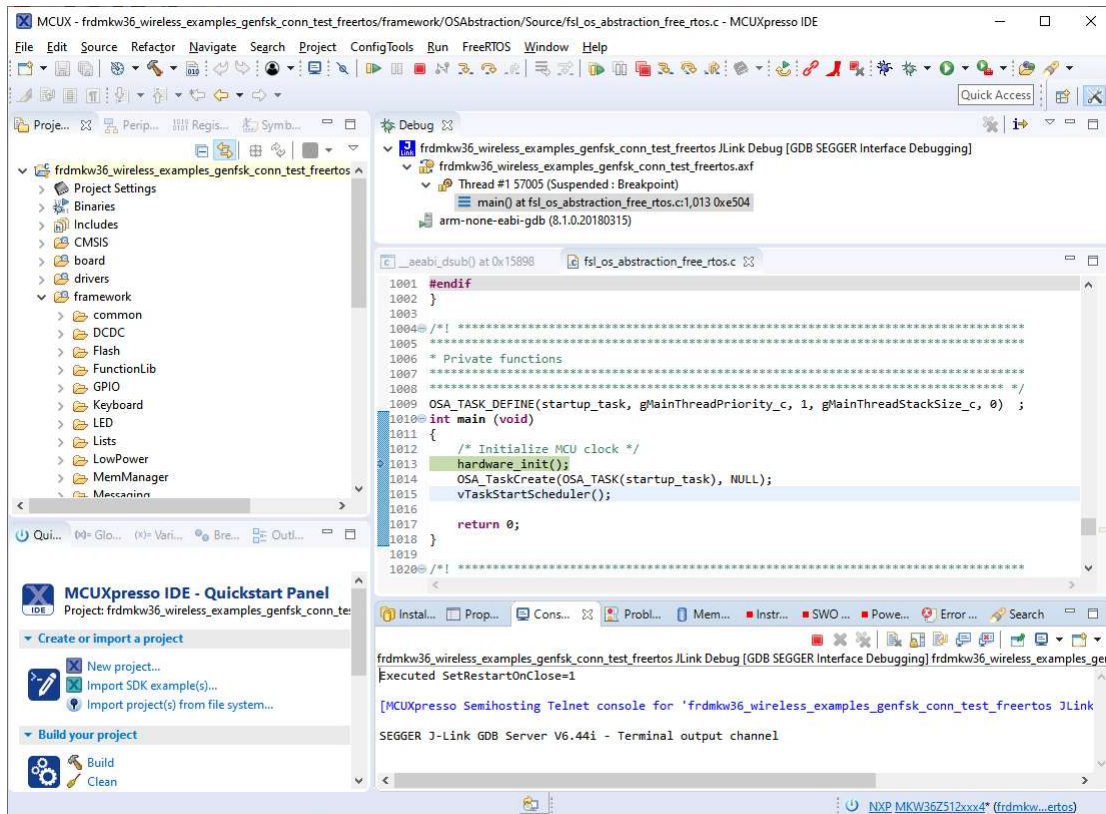 MCUX - frdmkw36_wireless_examples_genfsk_conn_test_freertos/framework/OSAbstraction/Source/fsl_os_abstraction_free_rtos.c - MCUXpresso IDE
File Edit Source Refactor Navigate Search Project ConfigTools Run FreeRTOS Window Help
Quick Access
Proje... Perip... Regis... Symb...
frdmkw36_wireless_examples_genfsk_conn_test_freertos
Project Settings
Binaries
Includes
CMSIS
board
drivers
framework
common
DCDC
Flash
FunctionLib
GPIO
Keyboard
LED
Lists
LowPower
MemManager
Messaging
Debug
frdmkw36_wireless_examples_genfsk_conn_test_freertos JLink Debug [GDB SEGGER Interface Debugging]
frdmkw36_wireless_examples_genfsk_conn_test_freertos.axf
Thread #1 57005 (Suspended : Breakpoint)
main() at fsl_os_abstraction_free_rtos.c:1,013 0xe504
arm-none-eabi-gdb (8.1.0.20180315)
__aeabi_dsub() at 0x15898 fsl_os_abstraction_free_rtos.c
1001 #endif
1002 }
1003
1004 /*! *********************************************************************************
1005 *************************************************************************************
1006 * Private functions
1007 *************************************************************************************
1008 ********************************************************************************** */
1009 OSA_TASK_DEFINE(startup_task, gMainThreadPriority_c, 1, gMainThreadStackSize_c, 0) ;
1010 int main (void)
1011 {
1012 /* Initialize MCU clock */
1013 hardware_init();
1014 OSA_TaskCreate(OSA_TASK(startup_task), NULL);
1015 vTaskStartScheduler();
1016
1017 return 0;
1018 }
1019
1020 /*! *********************************************************************************
Qui... (x)= Glo... (x)= Vari... Bre... Outl...
MCUXpresso IDE - Quickstart Panel
IDE
Project: frdmkw36_wireless_examples_genfsk_conn_te
Create or import a project
New project...
Import SDK example(s)...
Import project(s) from file system...
Build your project
Build
Clean
Instal... Prop... Cons... Probl... Mem... Instr... SWO ... Powe... Error ... Search
frdmkw36_wireless_examples_genfsk_conn_test_freertos JLink Debug [GDB SEGGER Interface Debugging] frdmkw36_wireless_examples_ger
Executed SetRestartOnClose=1
[MCUXpresso Semihosting Telnet console for 'frdmkw36_wireless_examples_genfsk_conn_test_freertos JLink
SEGGER J-Link GDB Server V6.44i - Terminal output channel
NXP MKW36Z512xxx4* (frdmkw...ertos)